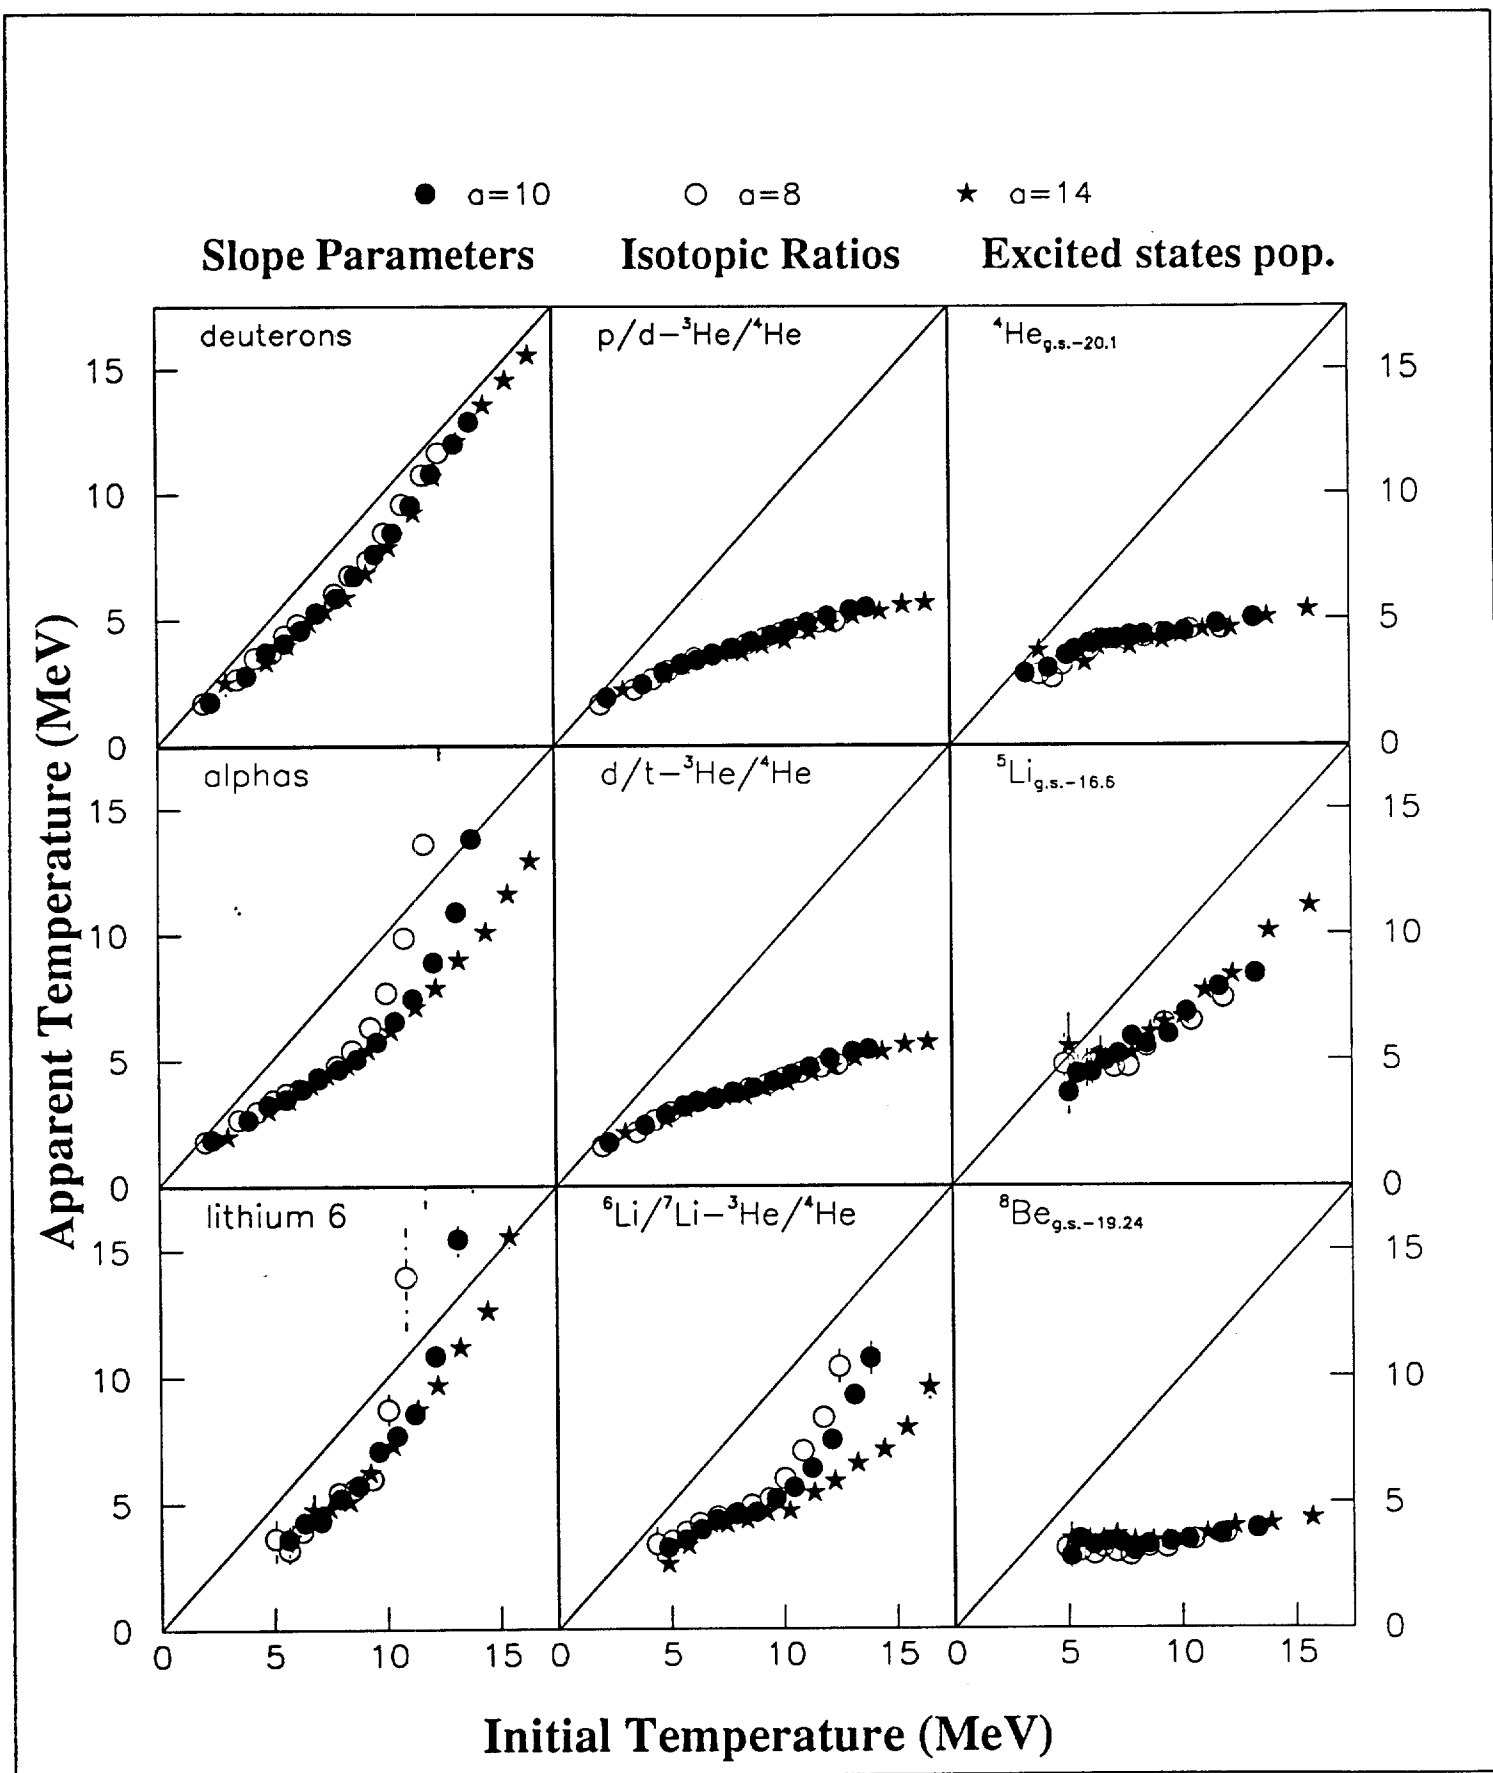 ● a=10 ○ a=8 ★ a=14
Slope Parameters Isotopic Ratios Excited states pop.
deuterons p/d–³He/⁴He ⁴He g.s.–20.1
15 15
10 10
5 5
0 0
alphas d/t–³He/⁴He ⁵Li g.s.–16.6
15 15
10 10
5 5
0 0
lithium 6 ⁶Li/⁷Li–³He/⁴He ⁸Be g.s.–19.24
15 15
10 10
5 5
0 0
0 5 10 15 0 5 10 15 0 5 10 15
Apparent Temperature (MeV)
Initial Temperature (MeV)